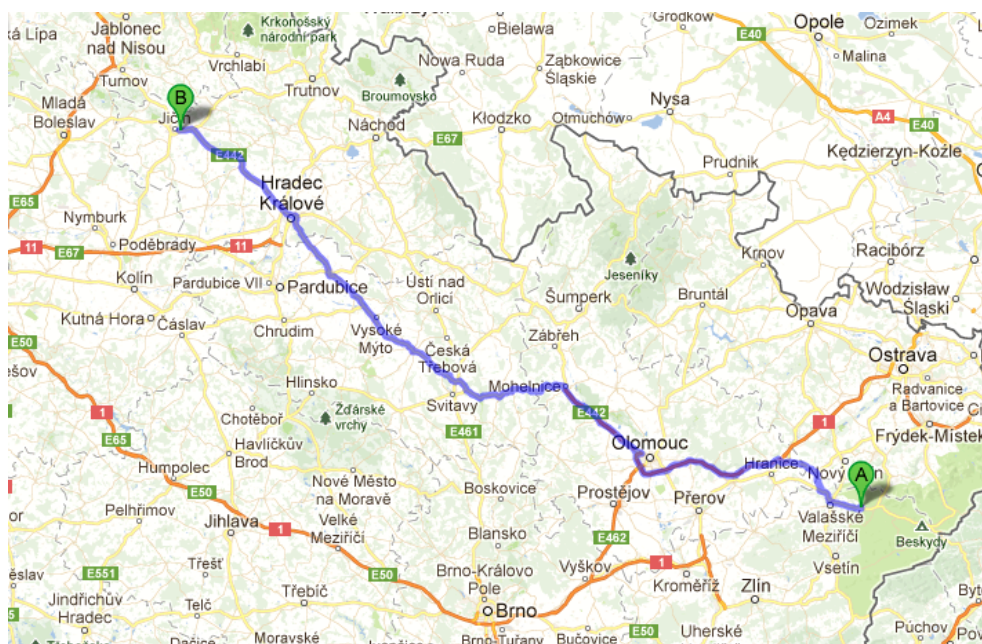 Jablonec
nad Nisou
Krkonošský
národní park
Bielawa
Grodków
Opole
Ozimek
E40
ká Lípa
Vrchlabí
Nowa Ruda
Ząbkowice
Śląskie
Malina
Turnov
Trutnov
Broumovsko
Nysa
Mladá
Boleslav
B
Jičín
Kłodzko
Otmuchów
A4
E40
Náchod
E67
Kędzierzyn-Koźle
E442
Prudnik
Hradec
Králové
E65
Nymburk
11
E67
Poděbrady
11
Krnov
Racibórz
Jeseníky
Kolín
Pardubice VII
Pardubice
Ústí nad
Orlicí
Šumperk
Bruntál
Wodzisław
Śląski
Kutná Hora
Čáslav
Chrudim
Vysoké
Mýto
Zábřeh
Opava
E50
Česká
Třebová
Ostrava
ešov
Hlinsko
Mohelnice
Radvanice
a Bartovice
1
Chotěboř
Žďárské
vrchy
Svitavy
E461
E442
1
E65
Frýdek-Místek
Havlíčkův
Brod
Olomouc
Humpolec
Hranice
A
E50
Nové Město
na Moravě
Boskovice
Prostějov
Přerov
Pelhřimov
Jihlava
1
Velké
Meziříčí
Blansko
E462
Valašské
Meziříčí
Beskydy
E551
Třešť
E50
Brno-Královo
Pole
Vyškov
1
Kroměříž
Vsetín
Jindřichův
Hradec
Telč
Třebíč
Brno
Zlín
Dačice
Moravské
Brno-Tuřany
Bučovice
E50
Uherské
Púchov